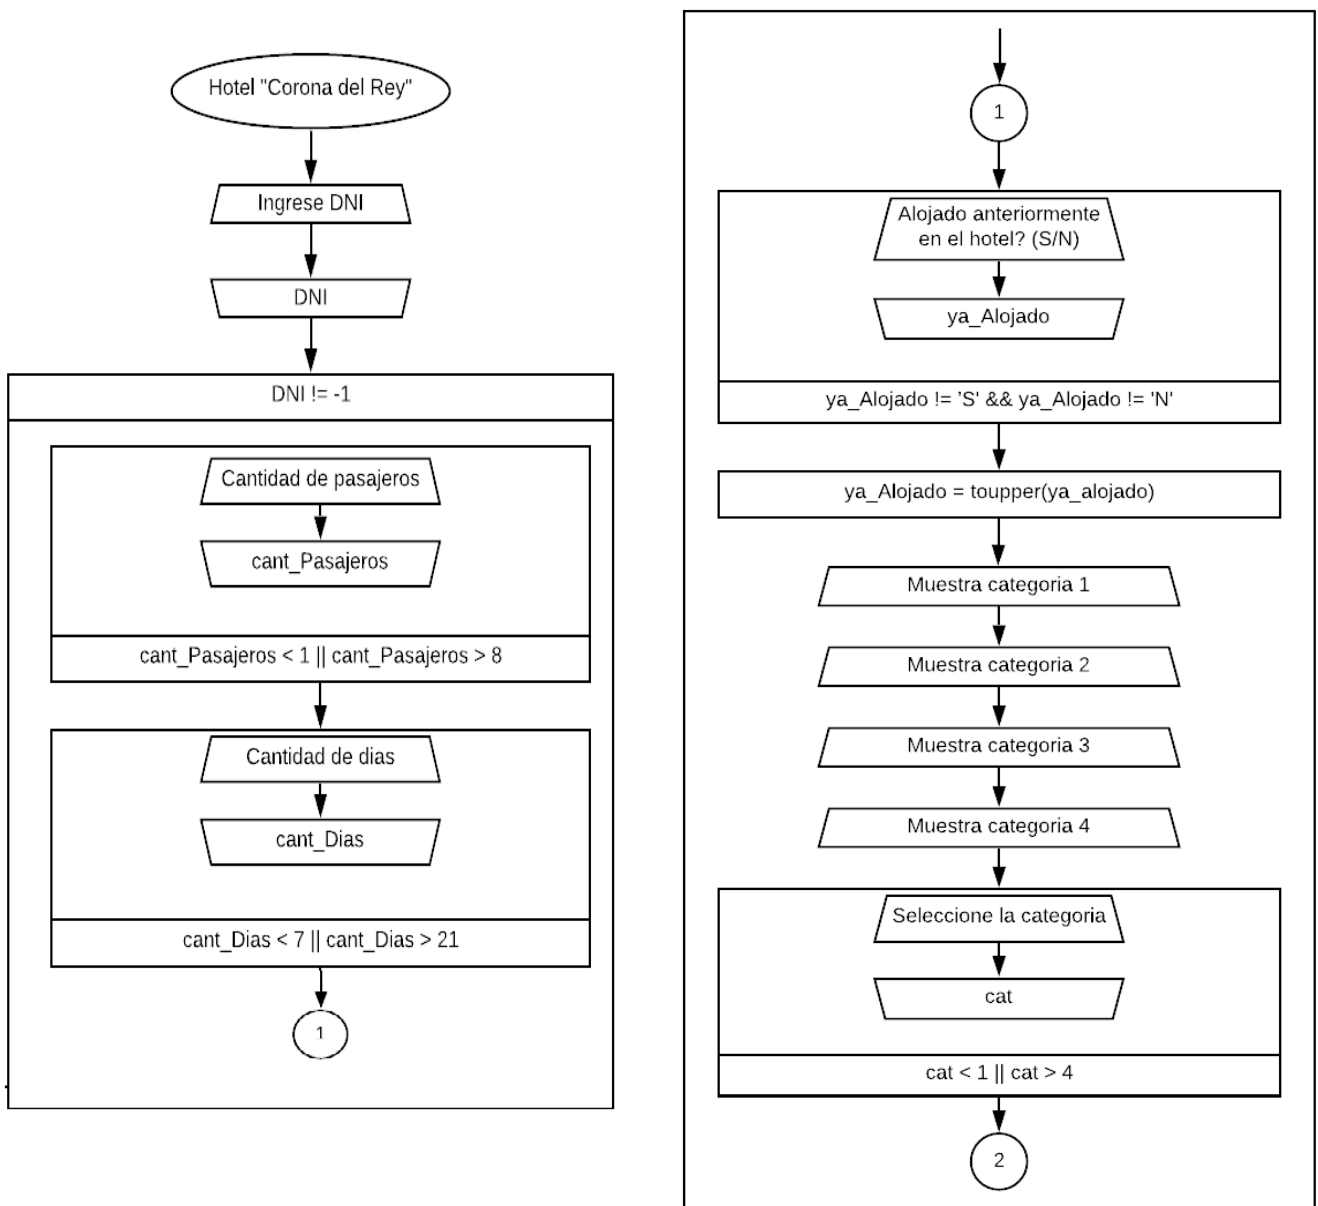 Hotel "Corona del Rey"
Ingrese DNI
DNI
DNI != -1
Cantidad de pasajeros
cant_Pasajeros
cant_Pasajeros < 1 || cant_Pasajeros > 8
Cantidad de dias
cant_Dias
cant_Dias < 7 || cant_Dias > 21
1
1
Alojado anteriormente
en el hotel? (S/N)
ya_Alojado
ya_Alojado != 'S' && ya_Alojado != 'N'
ya_Alojado = toupper(ya_alojado)
Muestra categoria 1
Muestra categoria 2
Muestra categoria 3
Muestra categoria 4
Seleccione la categoria
cat
cat < 1 || cat > 4
2